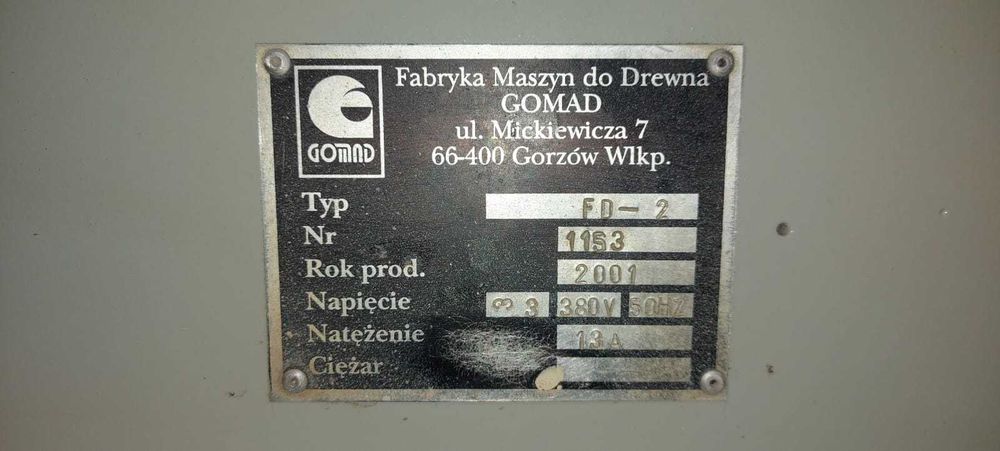 GOMAD
Fabryka Maszyn do Drewna
GOMAD
ul. Mickiewicza 7
66-400 Gorzów Wlkp.
Typ FD-2
Nr 1153
Rok prod. 2001
Napięcie ∞ 3 380V 50HZ
Natężenie 13A
Ciężar